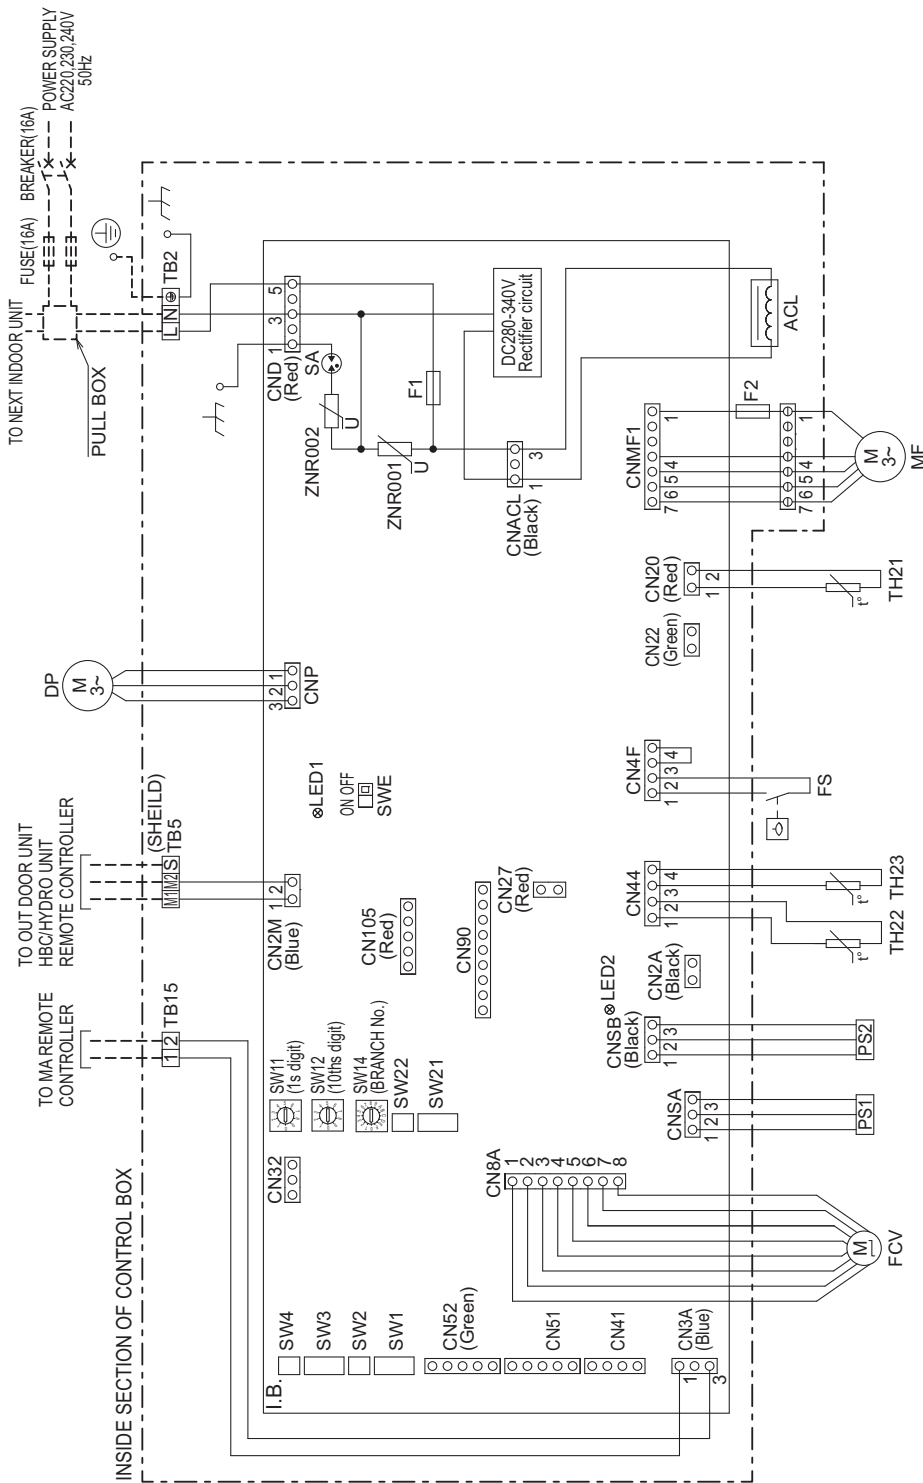 INSIDE SECTION OF CONTROL BOX
TO MA REMOTE
CONTROLLER
1 2
TB15
TO OUT DOOR UNIT
HBC/HYDRO UNIT
REMOTE CONTROLLER
M1 M2 S
(SHEILD)
TB5
DP
M
3~
TO NEXT INDOOR UNIT
PULL BOX
FUSE(16A)
BREAKER(16A)
POWER SUPPLY
AC220,230,240V
50Hz
L N
TB2
I.B.
SW4
SW3
SW2
SW1
CN52
(Green)
CN51
CN41
CN3A
(Blue)
1
3
CN32
SW11
(1s digit)
SW12
(10ths digit)
SW14
(BRANCH No.)
SW22
SW21
CN2M
(Blue)
1 2
CN105
(Red)
CN90
CN27
(Red)
LED1
ON OFF
SWE
3 2 1
CNP
CND
(Red)
1
3
5
SA
U
ZNR002
U
ZNR001
F1
DC280-340V
Rectifier circuit
CNACL
(Black)
1
3
ACL
CN8A
1
2
3
4
5
6
7
8
M
FCV
CNSA
1 2 3
PS1
CNSB
(Black)
1 2 3
PS2
LED2
CN2A
(Black)
CN44
1 2 3 4
t°
TH22
t°
TH23
CN4F
1 2 3 4
FS
CN22
(Green)
CN20
(Red)
1 2
t°
TH21
CNMF1
7 6 5 4 1
F2
7 6 5 4 1
M
3~
MF